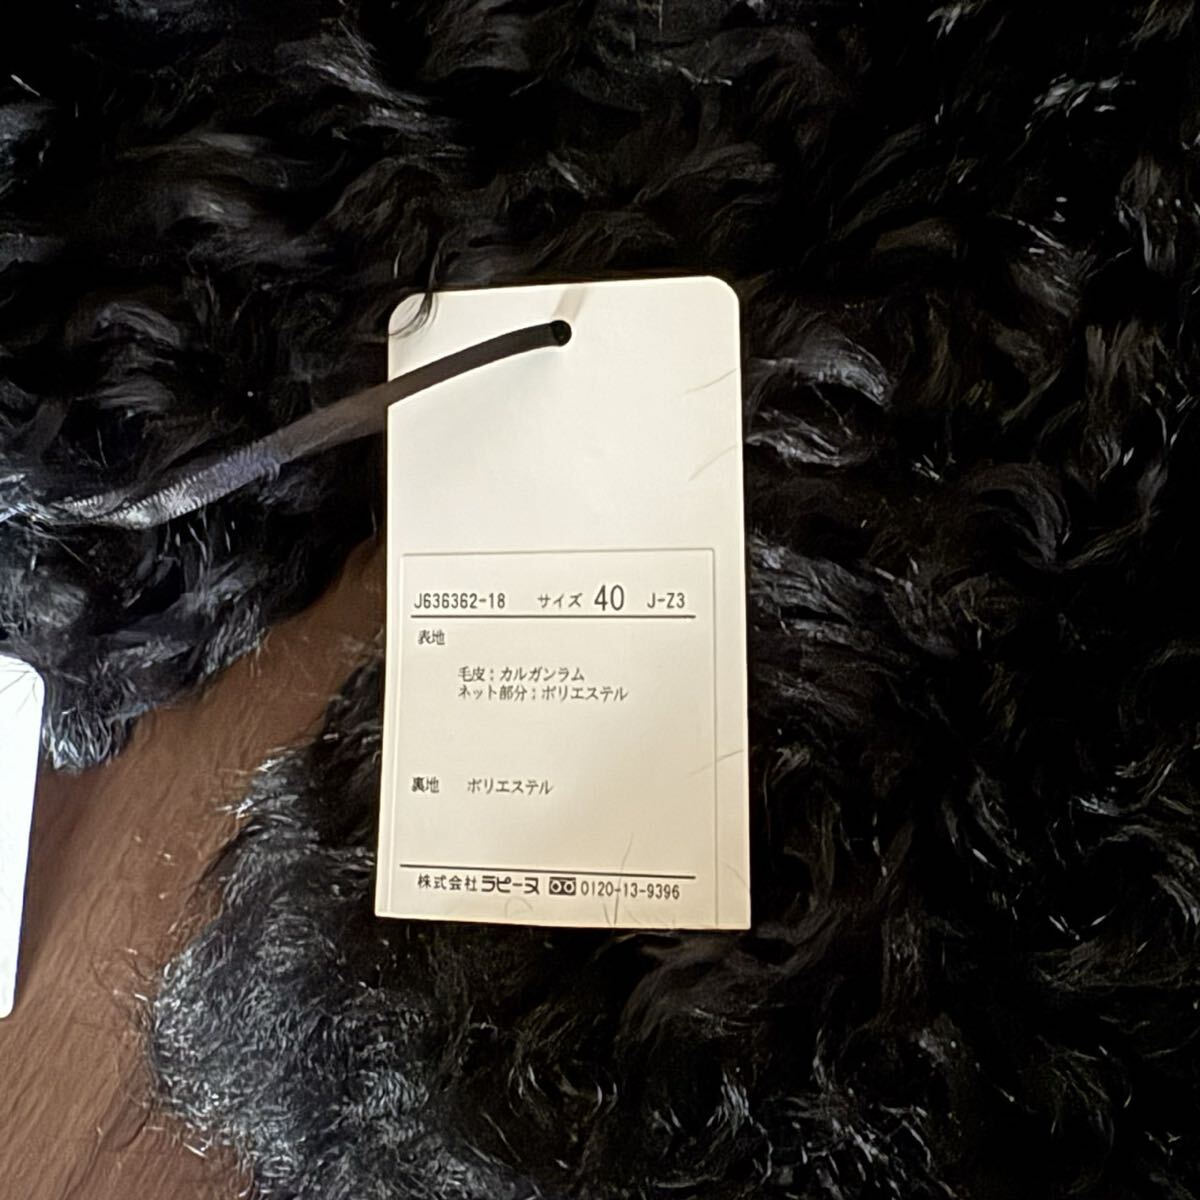 J636362-18 サイズ 40 J-Z3
表地
毛皮：カルガンラム
ネット部分：ポリエステル
裏地 ポリエステル
株式会社ラピーヌ 0120-13-9396